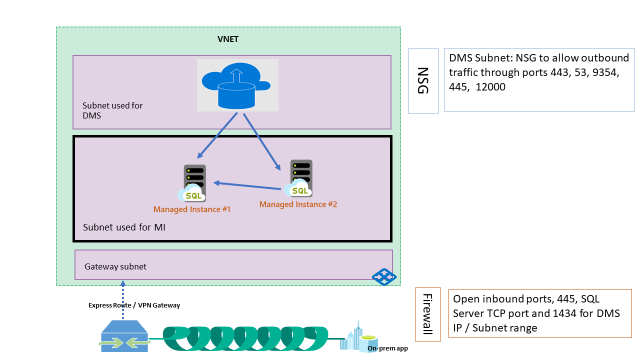 VNET
Subnet used for
DMS
SQL
SQL
Managed Instance #1
Managed Instance #2
Subnet used for MI
Gateway subnet
Express Route / VPN Gateway
On-prem app
NSG
DMS Subnet: NSG to allow outbound
traffic through ports 443, 53, 9354,
445,  12000
Firewall
Open inbound ports, 445, SQL
Server TCP port and 1434 for DMS
IP / Subnet range